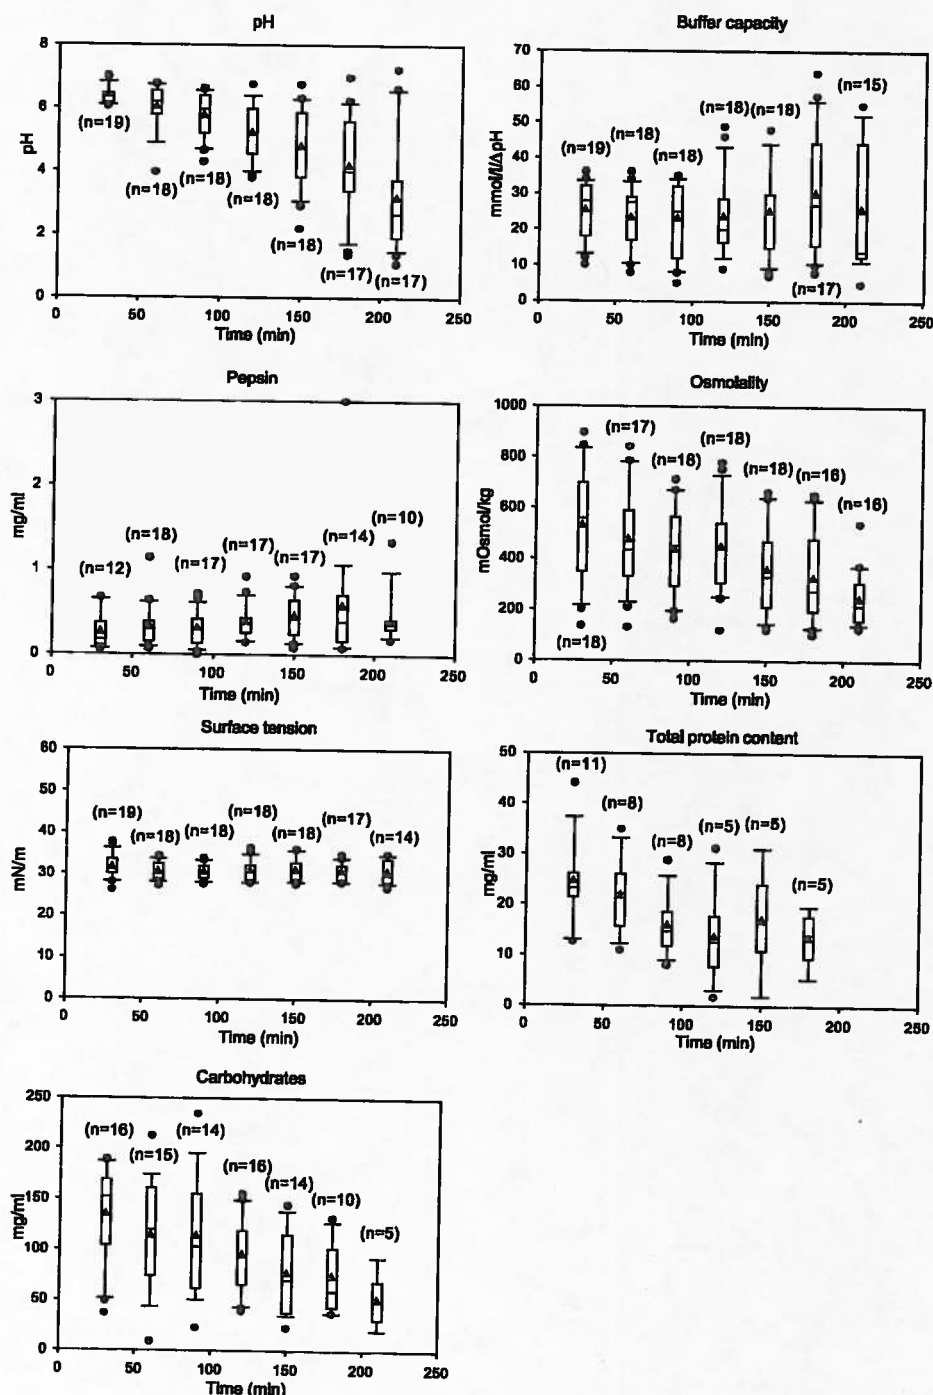 pH
8
6
4
2
0
pH
(n=19)
(n=18)
(n=18)
(n=18)
(n=18)
(n=17)
(n=17)
0
50
100
150
200
250
Time (min)
Buffer capacity
70
60
50
40
30
20
10
0
mmol/l/ΔpH
(n=19)
(n=18)
(n=18)
(n=18)
(n=18)
(n=17)
(n=15)
0
50
100
150
200
250
Time (min)
Pepsin
3
2
1
0
mg/ml
(n=12)
(n=18)
(n=17)
(n=17)
(n=17)
(n=14)
(n=10)
0
50
100
150
200
250
Time (min)
Osmolality
1000
800
600
400
200
0
mOsmol/kg
(n=18)
(n=17)
(n=18)
(n=18)
(n=18)
(n=16)
(n=16)
0
50
100
150
200
250
Time (min)
Surface tension
60
50
40
30
20
10
0
mN/m
(n=19)
(n=18)
(n=18)
(n=18)
(n=18)
(n=17)
(n=14)
0
50
100
150
200
250
Time (min)
Total protein content
50
40
30
20
10
0
mg/ml
(n=11)
(n=8)
(n=8)
(n=5)
(n=5)
(n=5)
0
50
100
150
200
250
Time (min)
Carbohydrates
250
200
150
100
50
0
mg/ml
(n=16)
(n=15)
(n=14)
(n=16)
(n=14)
(n=10)
(n=5)
0
50
100
150
200
250
Time (min)